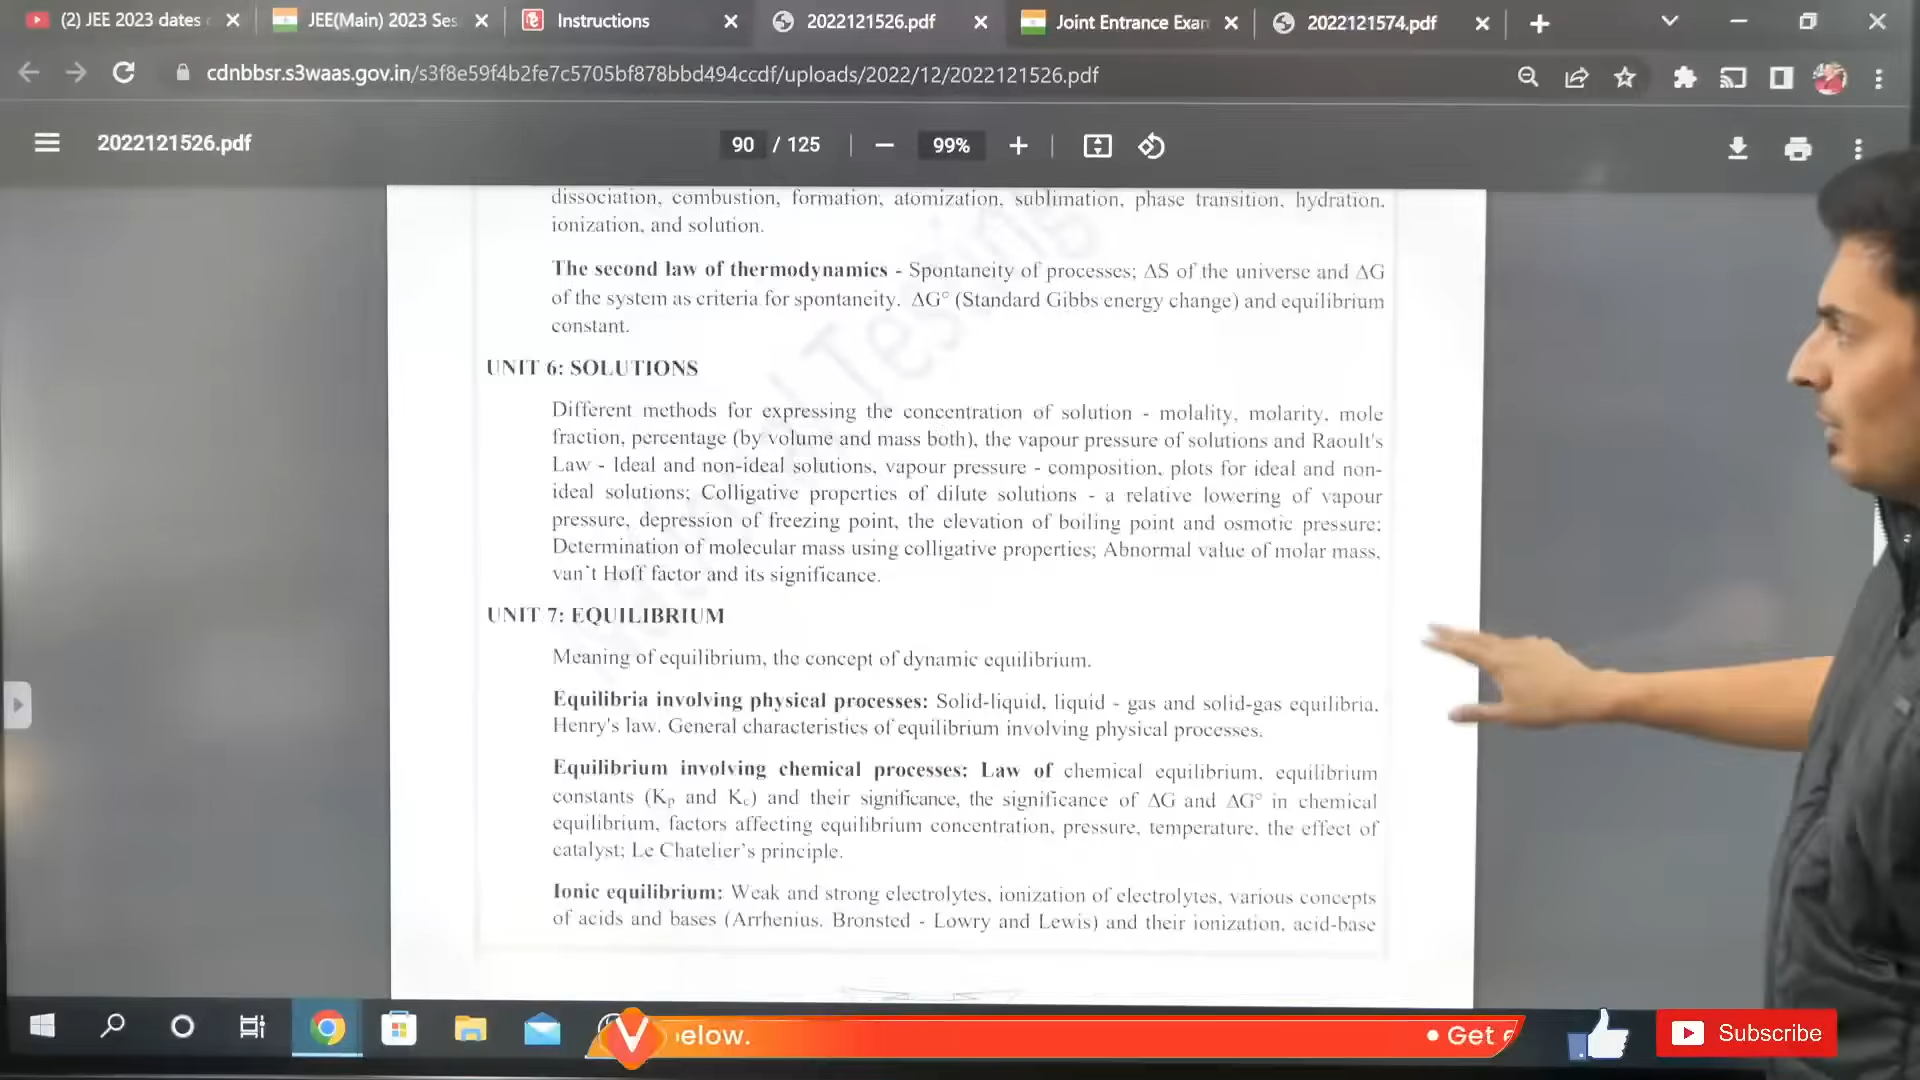 (2) JEE 2023 dates
JEE(Main) 2023 Ses
Instructions
2022121526.pdf
Joint Entrance Exan
2022121574.pdf
cdnbbsr.s3waas.gov.in/s3f8e59f4b2fe7c5705bf878bbd494ccdf/uploads/2022/12/2022121526.pdf
2022121526.pdf
90 / 125
99%
dissociation, combustion, formation, atomization, sublimation, phase transition, hydration,
ionization, and solution.
The second law of thermodynamics - Spontaneity of processes; ΔS of the universe and ΔG
of the system as criteria for spontaneity. ΔG° (Standard Gibbs energy change) and equilibrium
constant.
UNIT 6: SOLUTIONS
Different methods for expressing the concentration of solution - molality, molarity, mole
fraction, percentage (by volume and mass both), the vapour pressure of solutions and Raoult's
Law - Ideal and non-ideal solutions, vapour pressure - composition, plots for ideal and non-
ideal solutions; Colligative properties of dilute solutions - a relative lowering of vapour
pressure, depression of freezing point, the elevation of boiling point and osmotic pressure;
Determination of molecular mass using colligative properties; Abnormal value of molar mass,
van't Hoff factor and its significance.
UNIT 7: EQUILIBRIUM
Meaning of equilibrium, the concept of dynamic equilibrium.
Equilibria involving physical processes: Solid-liquid, liquid - gas and solid-gas equilibria,
Henry's law. General characteristics of equilibrium involving physical processes.
Equilibrium involving chemical processes: Law of chemical equilibrium, equilibrium
constants (Kp and Kc) and their significance, the significance of ΔG and ΔG° in chemical
equilibrium, factors affecting equilibrium concentration, pressure, temperature, the effect of
catalyst; Le Chatelier's principle.
Ionic equilibrium: Weak and strong electrolytes, ionization of electrolytes, various concepts
of acids and bases (Arrhenius, Bronsted - Lowry and Lewis) and their ionization, acid-base
Testing
elow.
• Get
Subscribe